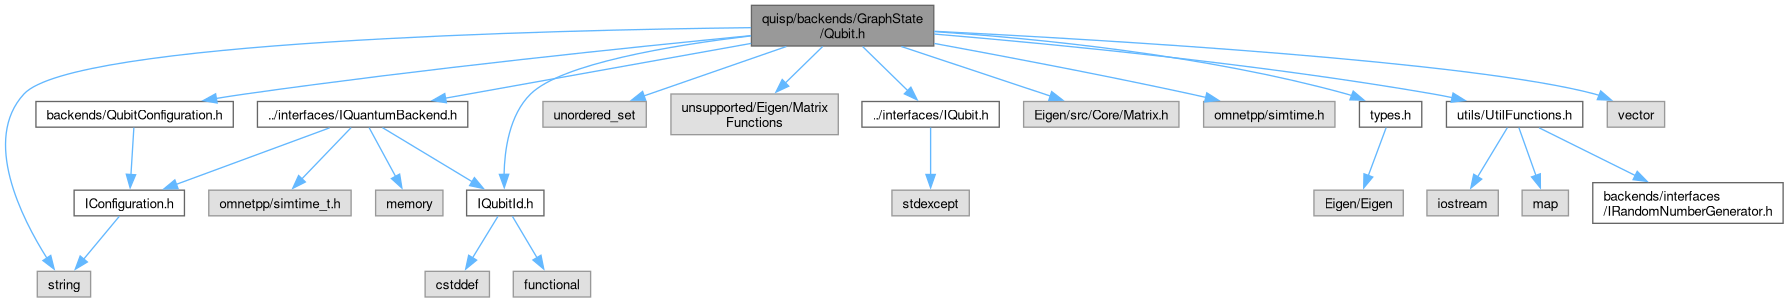 quisp/backends/GraphState
/Qubit.h
backends/QubitConfiguration.h
../interfaces/IQuantumBackend.h
unordered_set
unsupported/Eigen/Matrix
Functions
../interfaces/IQubit.h
Eigen/src/Core/Matrix.h
omnetpp/simtime.h
types.h
utils/UtilFunctions.h
vector
IConfiguration.h
omnetpp/simtime_t.h
memory
IQubitId.h
stdexcept
Eigen/Eigen
iostream
map
backends/interfaces
/IRandomNumberGenerator.h
string
cstddef
functional